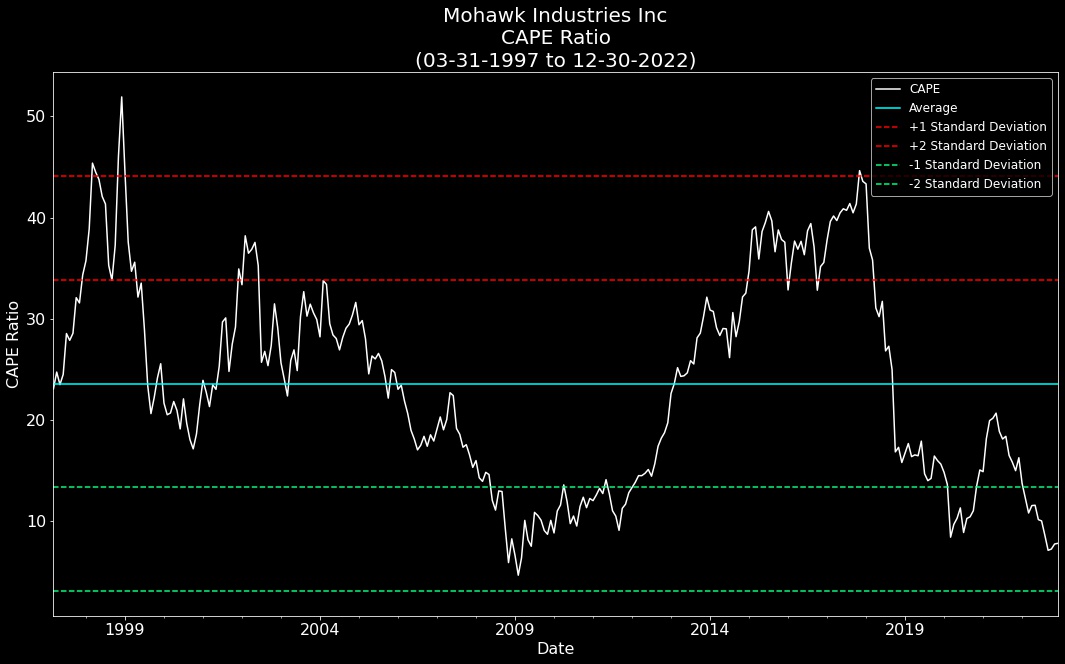 Mohawk Industries Inc
CAPE Ratio
(03-31-1997 to 12-30-2022)
CAPE
Average
+1 Standard Deviation
+2 Standard Deviation
-1 Standard Deviation
-2 Standard Deviation
CAPE Ratio
50
40
30
20
10
1999
2004
2009
2014
2019
Date